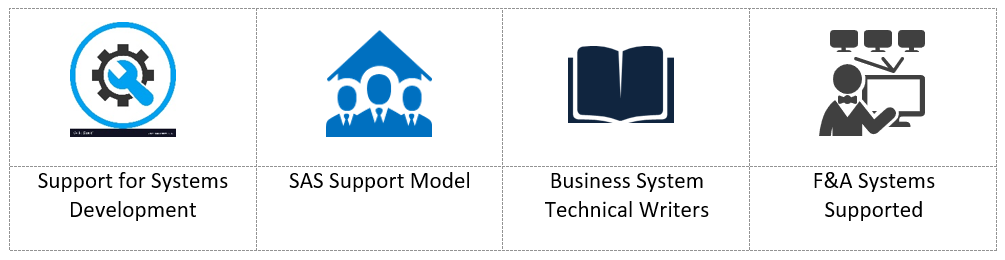 Support for Systems
Development
SAS Support Model
Business System
Technical Writers
F&A Systems
Supported